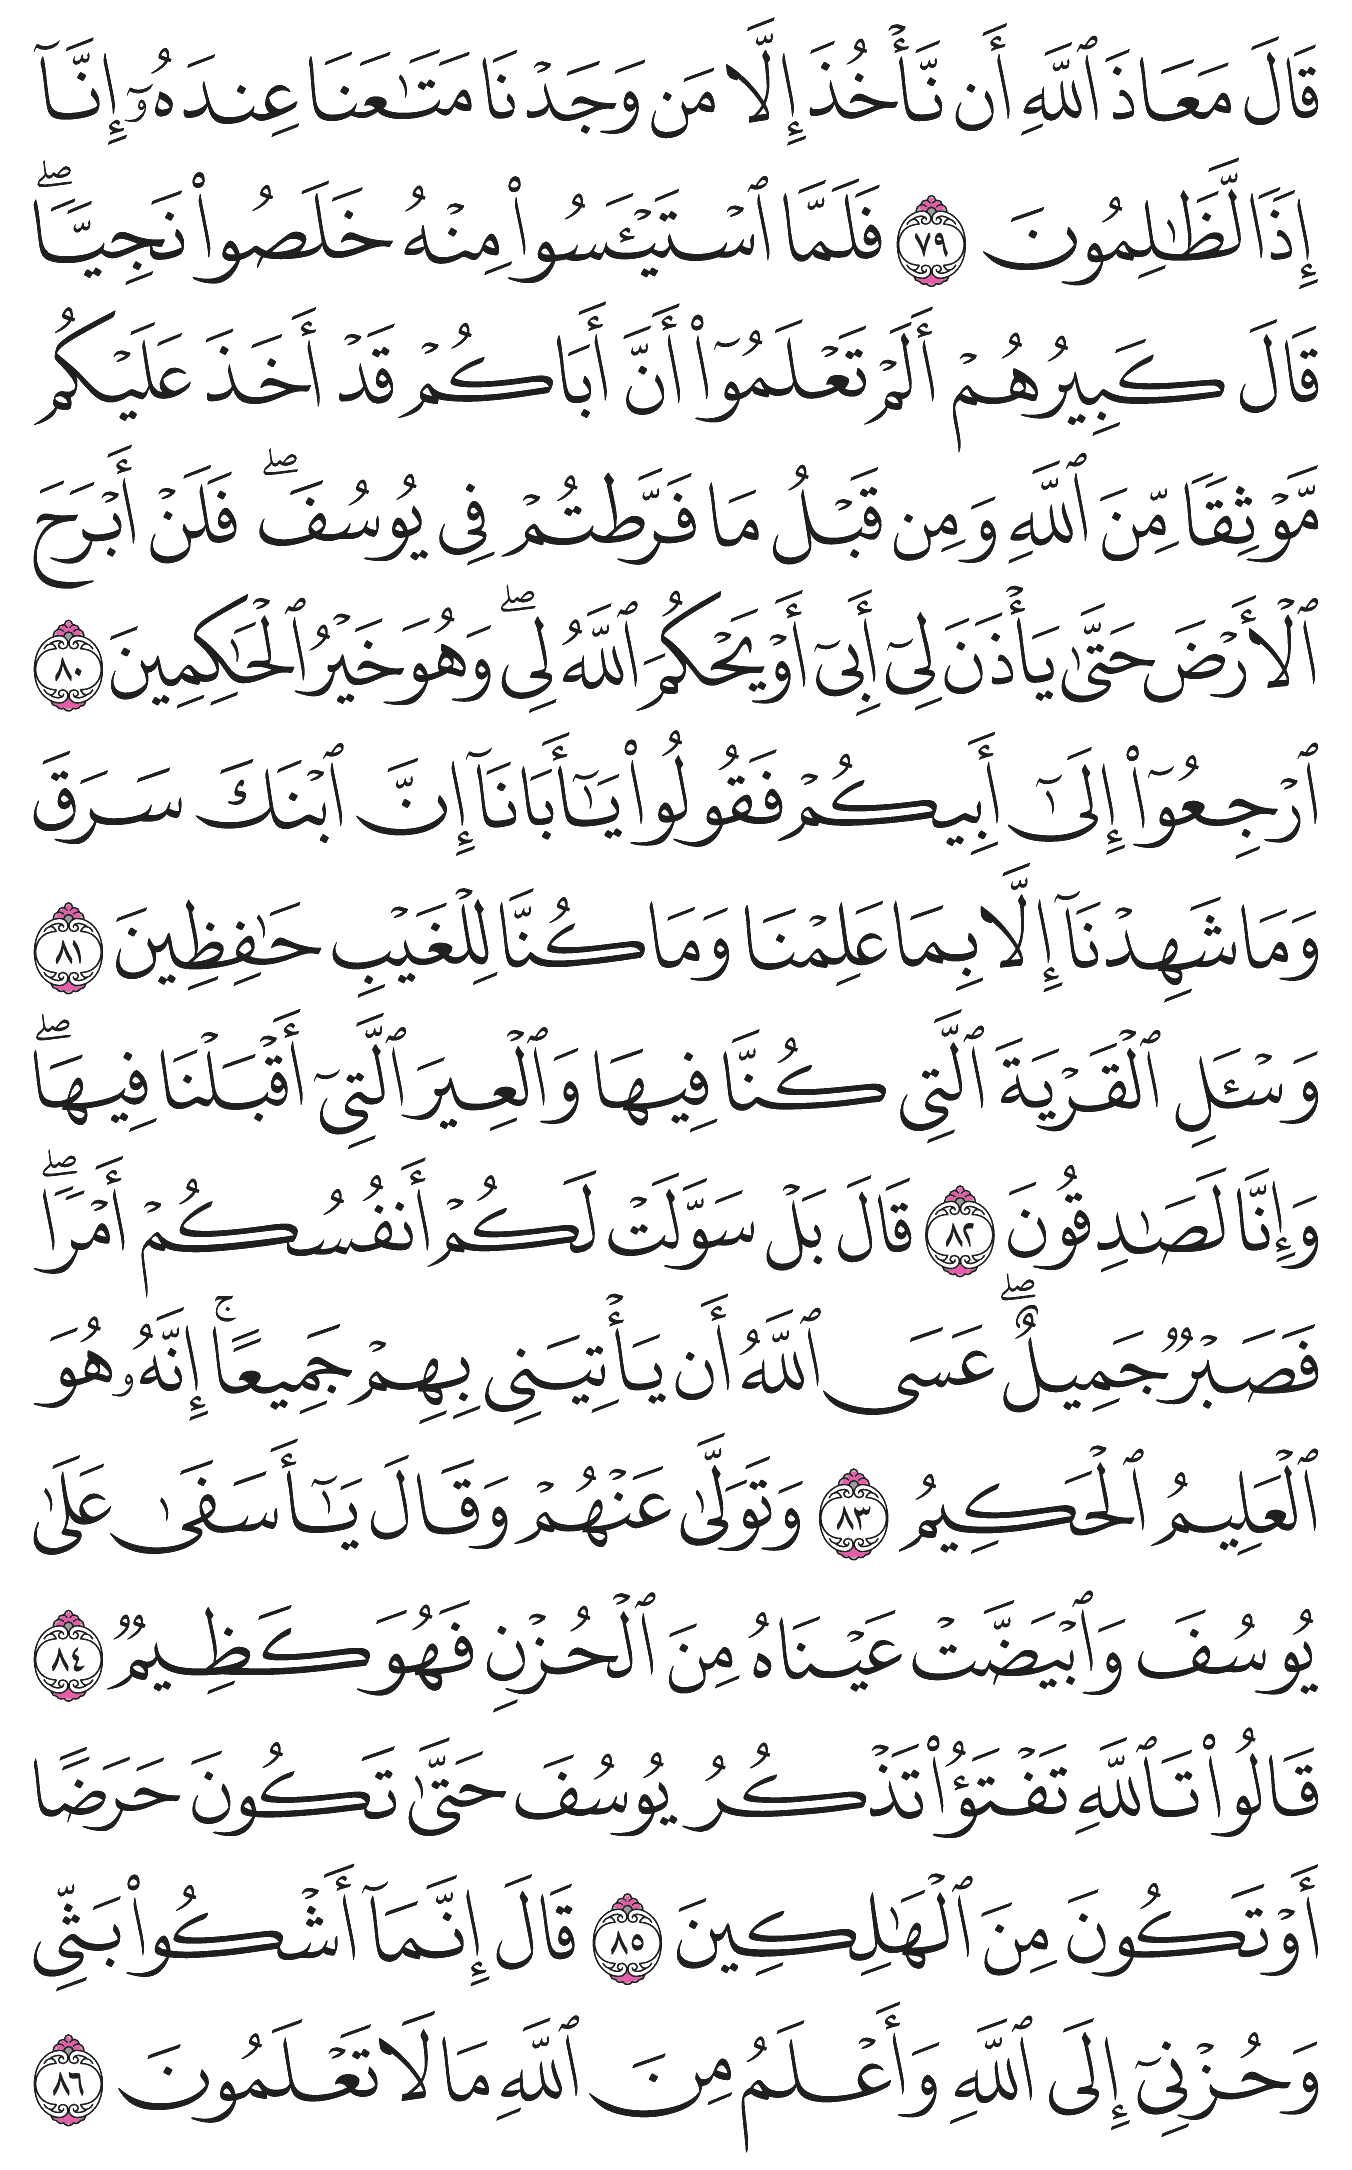 قَالَ مَعَاذَ ٱللَّهِ أَن نَّأۡخُذَ إِلَّا مَن وَجَدۡنَا مَتَٰعَنَا عِندَهُۥٓ إِنَّآ
إِذٗا لَّظَٰلِمُونَ ٧٩ فَلَمَّا ٱسۡتَيۡـَٔسُواْ مِنۡهُ خَلَصُواْ نَجِيّٗاۖ
قَالَ كَبِيرُهُمۡ أَلَمۡ تَعۡلَمُوٓاْ أَنَّ أَبَاكُمۡ قَدۡ أَخَذَ عَلَيۡكُم
مَّوۡثِقٗا مِّنَ ٱللَّهِ وَمِن قَبۡلُ مَا فَرَّطتُمۡ فِي يُوسُفَۖ فَلَنۡ أَبۡرَحَ
ٱلۡأَرۡضَ حَتَّىٰ يَأۡذَنَ لِيٓ أَبِيٓ أَوۡ يَحۡكُمَ ٱللَّهُ لِيۖ وَهُوَ خَيۡرُ ٱلۡحَٰكِمِينَ ٨٠
ٱرۡجِعُوٓاْ إِلَىٰٓ أَبِيكُمۡ فَقُولُواْ يَٰٓأَبَانَآ إِنَّ ٱبۡنَكَ سَرَقَ
وَمَا شَهِدۡنَآ إِلَّا بِمَا عَلِمۡنَا وَمَا كُنَّا لِلۡغَيۡبِ حَٰفِظِينَ ٨١
وَسۡـَٔلِ ٱلۡقَرۡيَةَ ٱلَّتِي كُنَّا فِيهَا وَٱلۡعِيرَ ٱلَّتِيٓ أَقۡبَلۡنَا فِيهَاۖ
وَإِنَّا لَصَٰدِقُونَ ٨٢ قَالَ بَلۡ سَوَّلَتۡ لَكُمۡ أَنفُسُكُمۡ أَمۡرٗاۖ
فَصَبۡرٞ جَمِيلٌۖ عَسَى ٱللَّهُ أَن يَأۡتِيَنِي بِهِمۡ جَمِيعًاۚ إِنَّهُۥ هُوَ
ٱلۡعَلِيمُ ٱلۡحَكِيمُ ٨٣ وَتَوَلَّىٰ عَنۡهُمۡ وَقَالَ يَٰٓأَسَفَىٰ عَلَىٰ
يُوسُفَ وَٱبۡيَضَّتۡ عَيۡنَاهُ مِنَ ٱلۡحُزۡنِ فَهُوَ كَظِيمٞ ٨٤
قَالُواْ تَٱللَّهِ تَفۡتَؤُاْ تَذۡكُرُ يُوسُفَ حَتَّىٰ تَكُونَ حَرَضًا
أَوۡ تَكُونَ مِنَ ٱلۡهَٰلِكِينَ ٨٥ قَالَ إِنَّمَآ أَشۡكُواْ بَثِّي
وَحُزۡنِيٓ إِلَى ٱللَّهِ وَأَعۡلَمُ مِنَ ٱللَّهِ مَا لَا تَعۡلَمُونَ ٨٦